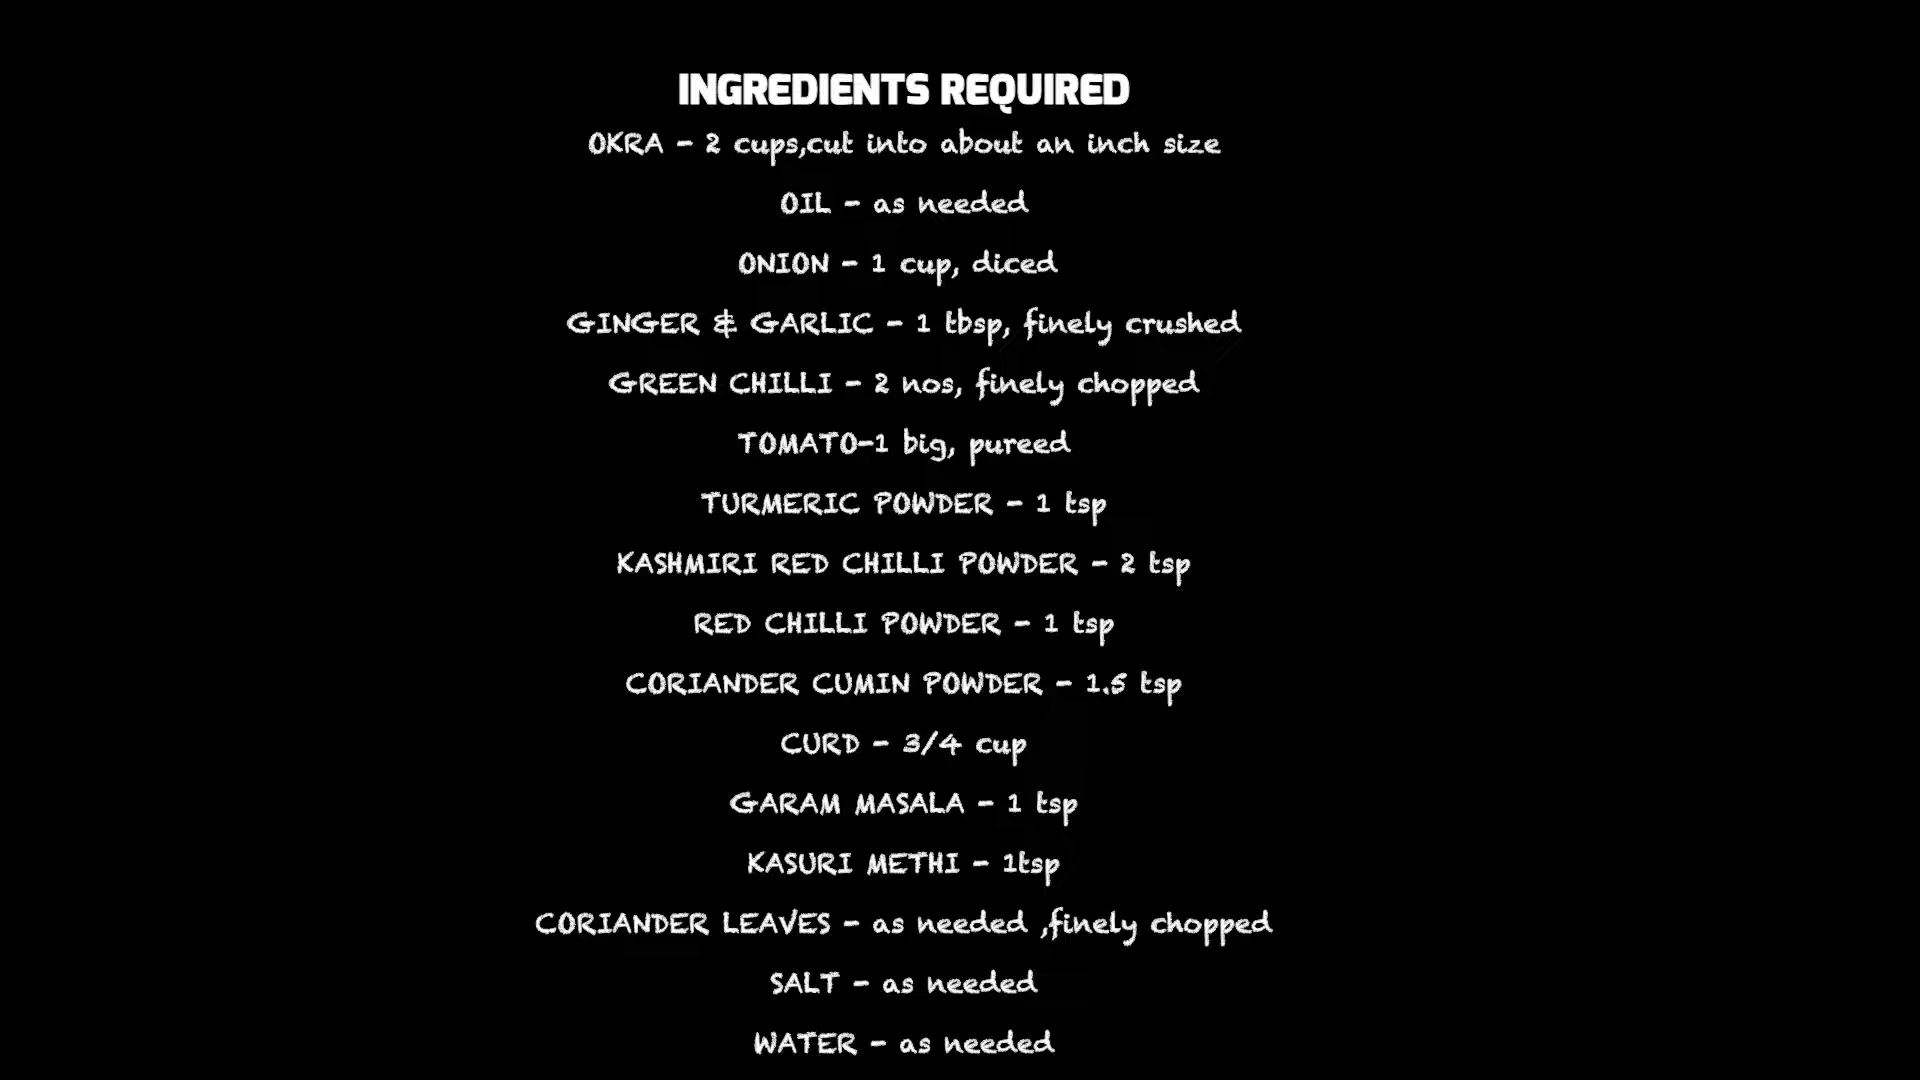 INGREDIENTS REQUIRED
OKRA - 2 cups,cut into about an inch size
OIL - as needed
ONION - 1 cup, diced
GINGER & GARLIC - 1 tbsp, finely crushed
GREEN CHILLI - 2 nos, finely chopped
TOMATO-1 big, pureed
TURMERIC POWDER - 1 tsp
KASHMIRI RED CHILLI POWDER - 2 tsp
RED CHILLI POWDER - 1 tsp
CORIANDER CUMIN POWDER - 1.5 tsp
CURD - 3/4 cup
GARAM MASALA - 1 tsp
KASURI METHI - 1tsp
CORIANDER LEAVES - as needed ,finely chopped
SALT - as needed
WATER - as needed